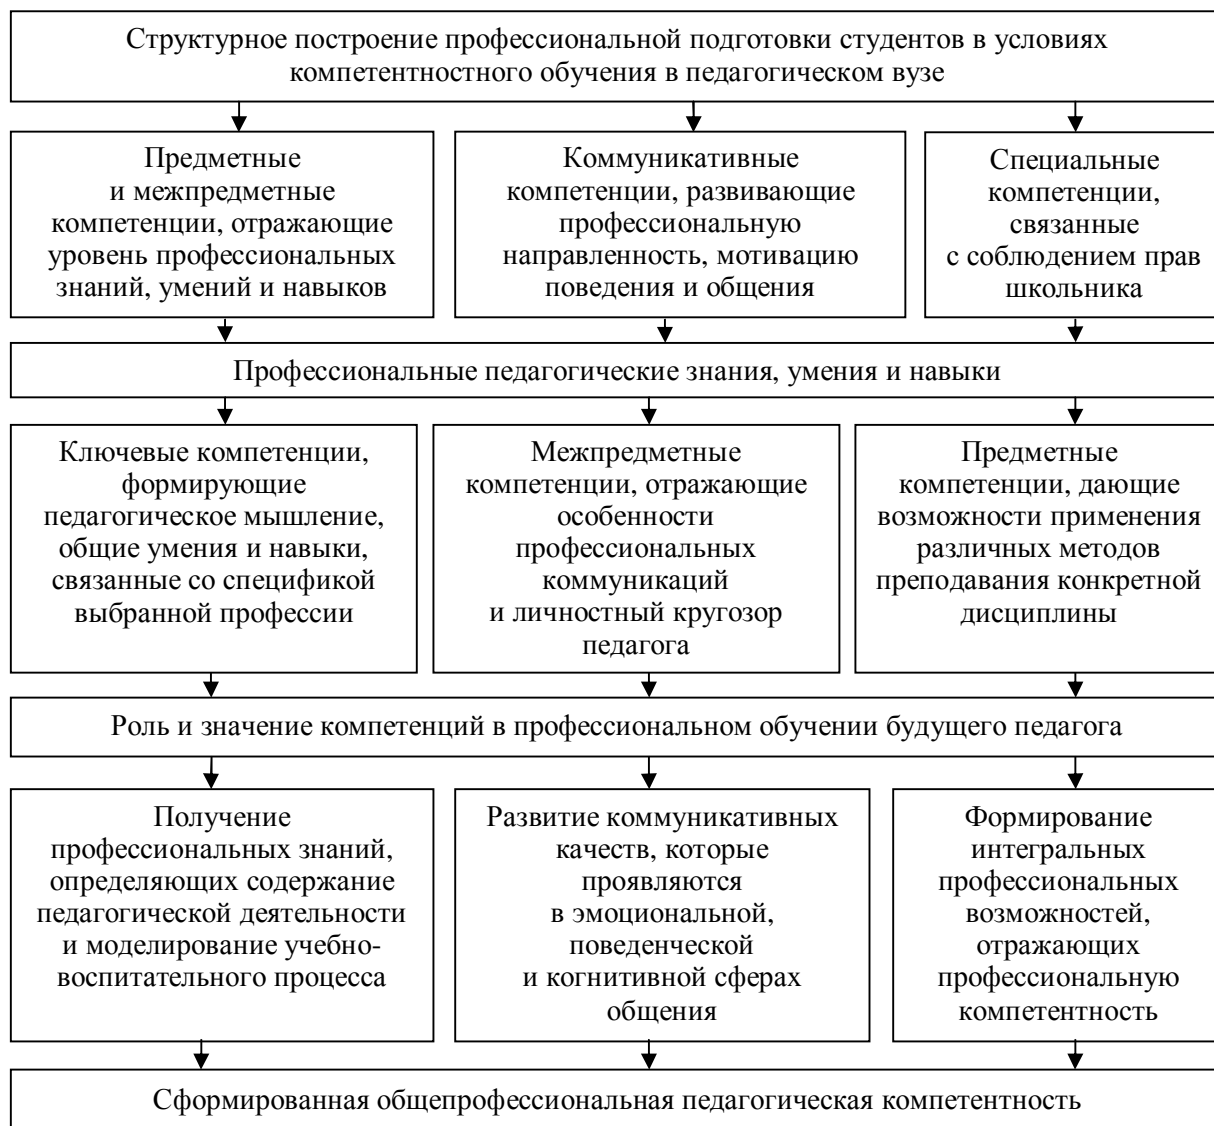 Структурное построение профессиональной подготовки студентов в условиях
компетентностного обучения в педагогическом вузе
Предметные
и межпредметные
компетенции, отражающие
уровень профессиональных
знаний, умений и навыков
Коммуникативные
компетенции, развивающие
профессиональную
направленность, мотивацию
поведения и общения
Специальные
компетенции,
связанные
с соблюдением прав
школьника
Профессиональные педагогические знания, умения и навыки
Ключевые компетенции,
формирующие
педагогическое мышление,
общие умения и навыки,
связанные со спецификой
выбранной профессии
Межпредметные
компетенции, отражающие
особенности
профессиональных
коммуникаций
и личностный кругозор
педагога
Предметные
компетенции, дающие
возможности применения
различных методов
преподавания конкретной
дисциплины
Роль и значение компетенций в профессиональном обучении будущего педагога
Получение
профессиональных знаний,
определяющих содержание
педагогической деятельности
и моделирование учебно-
воспитательного процесса
Развитие коммуникативных
качеств, которые
проявляются
в эмоциональной,
поведенческой
и когнитивной сферах
общения
Формирование
интегральных
профессиональных
возможностей,
отражающих
профессиональную
компетентность
Сформированная общепрофессиональная педагогическая компетентность